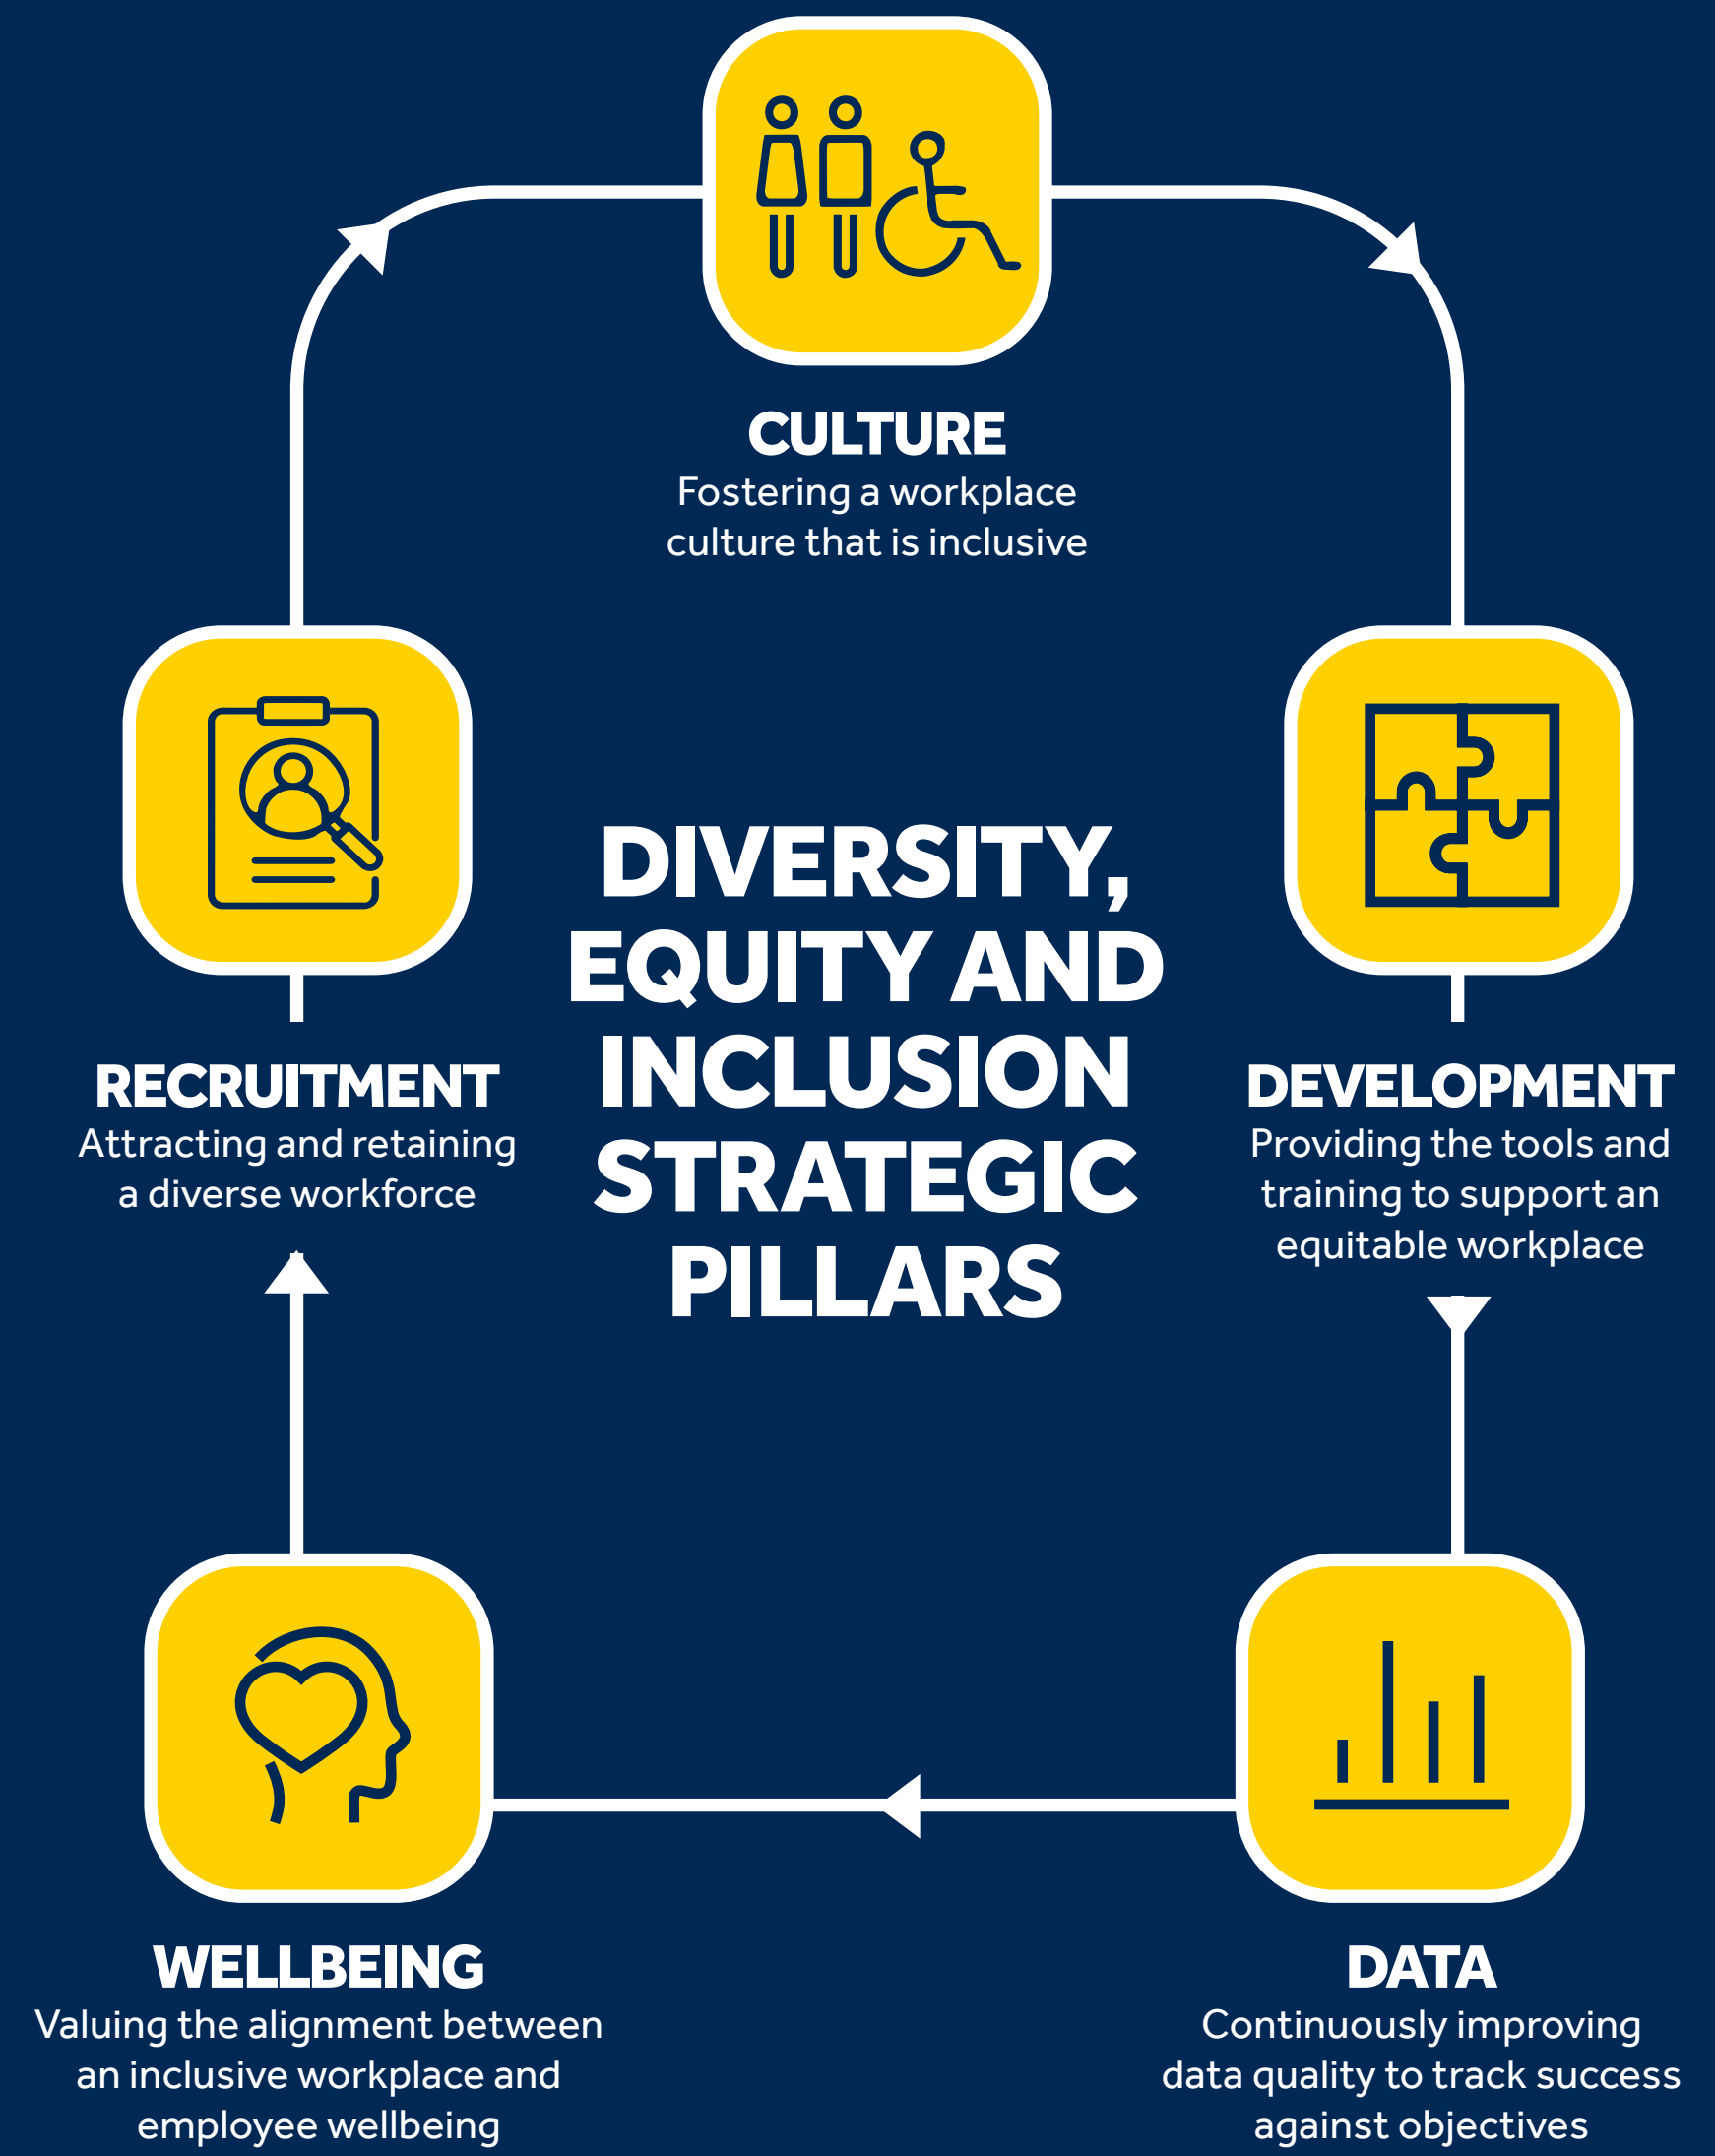 CULTURE
Fostering a workplace
culture that is inclusive
DIVERSITY,
EQUITY AND
INCLUSION
STRATEGIC
PILLARS
RECRUITMENT
Attracting and retaining
a diverse workforce
DEVELOPMENT
Providing the tools and
training to support an
equitable workplace
WELLBEING
Valuing the alignment between
an inclusive workplace and
employee wellbeing
DATA
Continuously improving
data quality to track success
against objectives